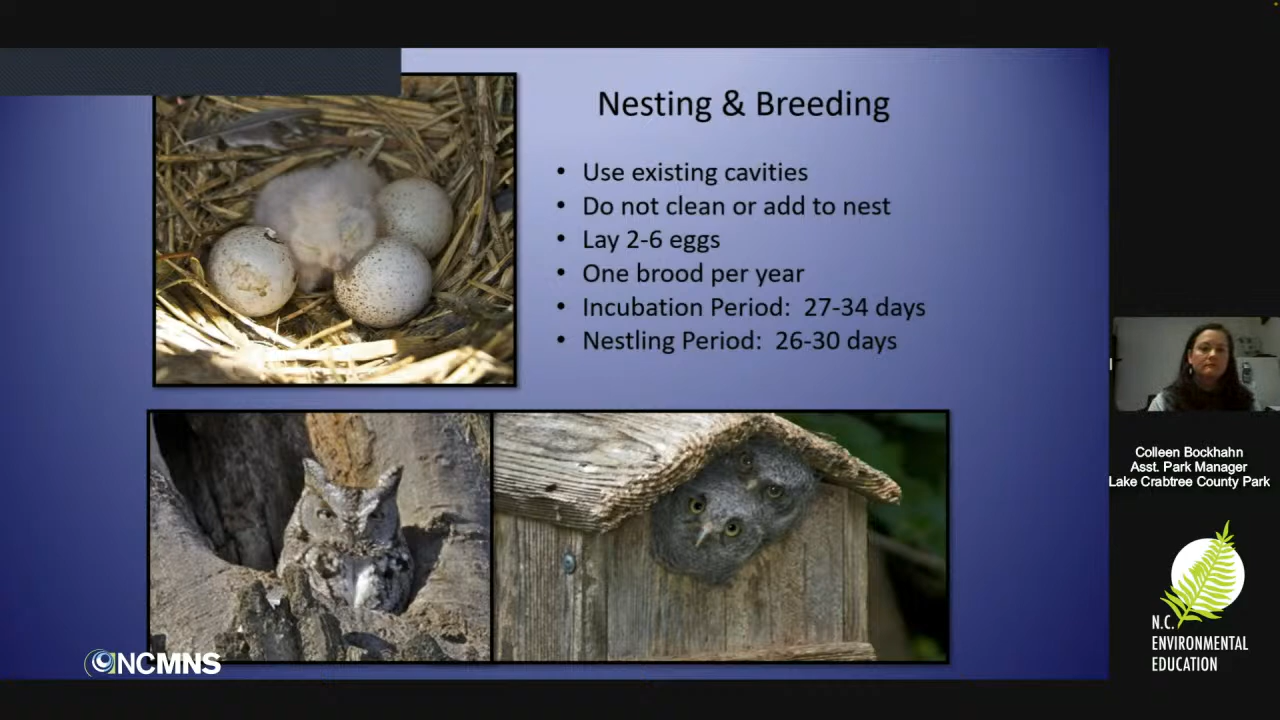 Nesting & Breeding
• Use existing cavities
• Do not clean or add to nest
• Lay 2-6 eggs
• One brood per year
• Incubation Period: 27-34 days
• Nestling Period: 26-30 days
Colleen Bockhahn
Asst. Park Manager
Lake Crabtree County Park
NCMNS
N.C.
ENVIRONMENTAL
EDUCATION